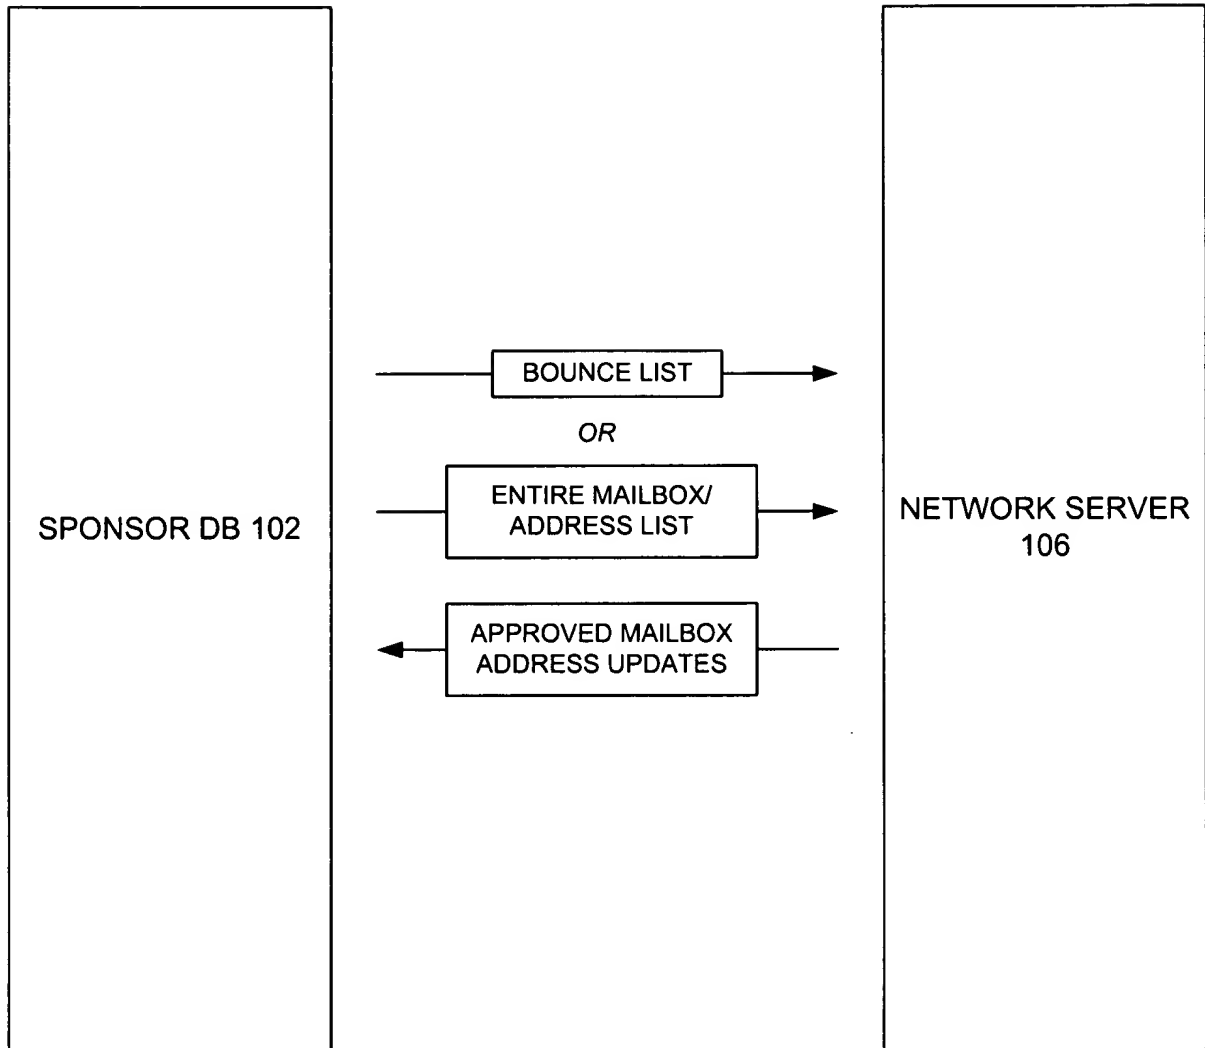 BOUNCE LIST
OR
ENTIRE MAILBOX/
ADDRESS LIST
SPONSOR DB 102
NETWORK SERVER
106
APPROVED MAILBOX
ADDRESS UPDATES